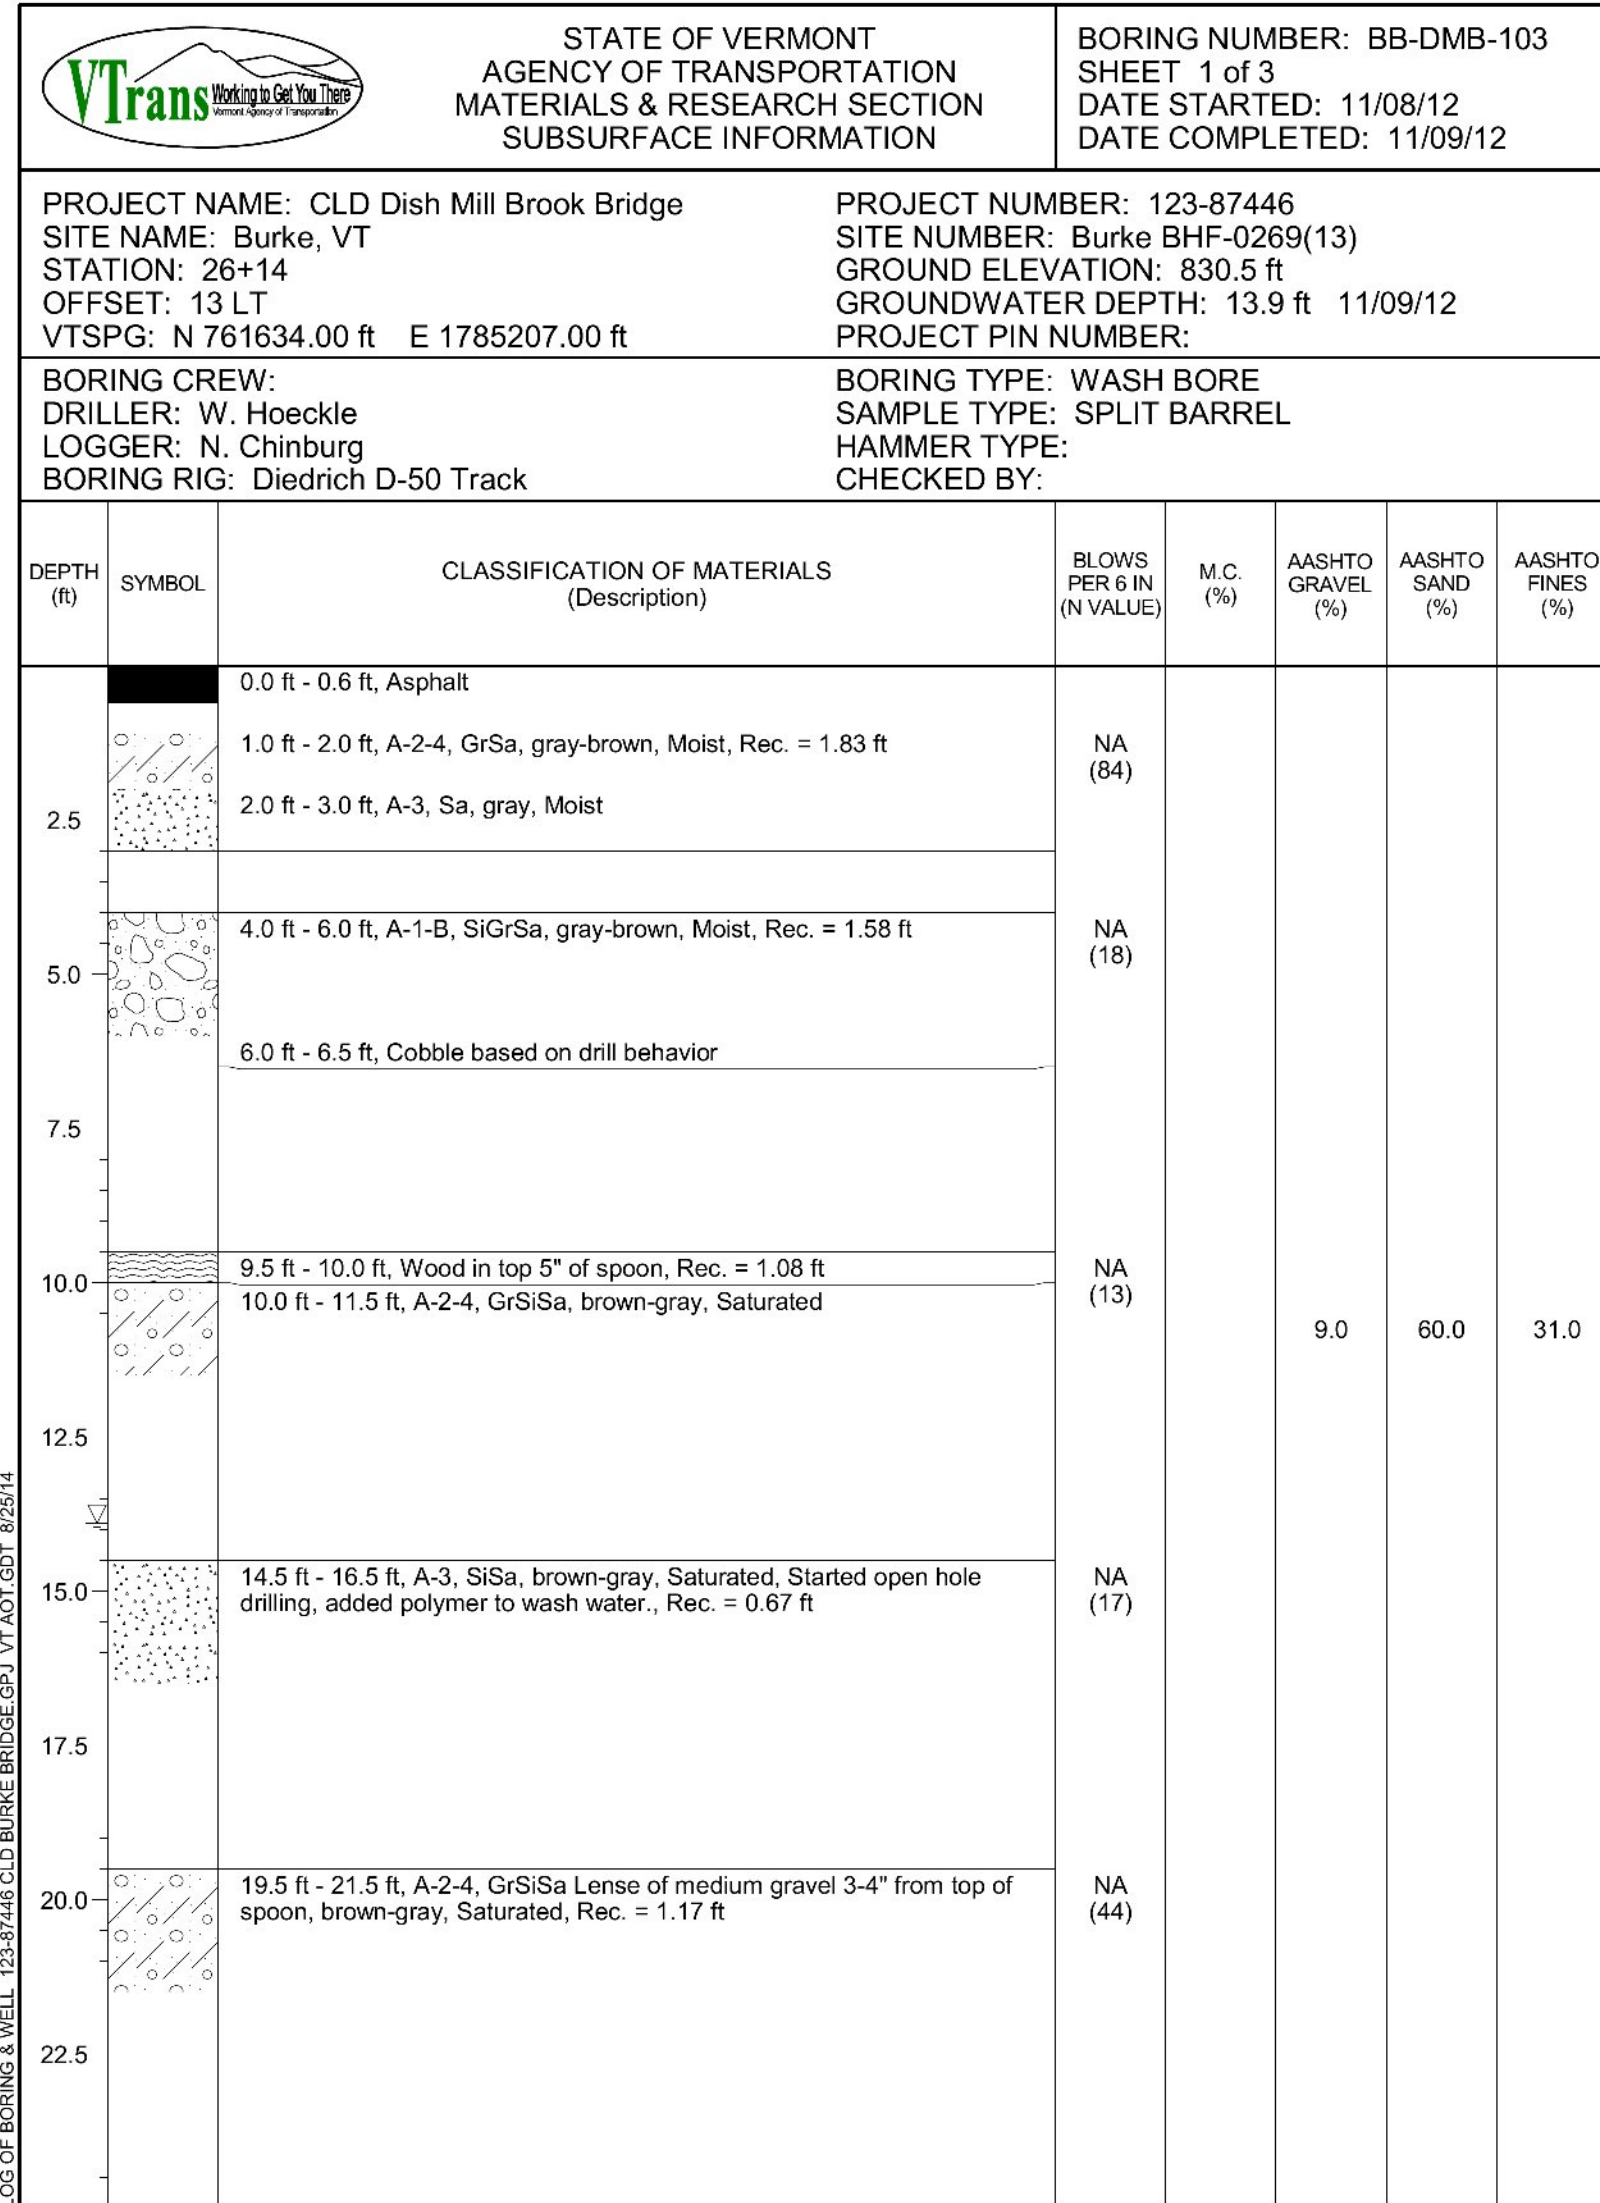 VTrans Working to Get You There
Vermont Agency of Transportation
STATE OF VERMONT
AGENCY OF TRANSPORTATION
MATERIALS & RESEARCH SECTION
SUBSURFACE INFORMATION
BORING NUMBER: BB-DMB-103
SHEET 1 of 3
DATE STARTED: 11/08/12
DATE COMPLETED: 11/09/12
PROJECT NAME: CLD Dish Mill Brook Bridge
SITE NAME: Burke, VT
STATION: 26+14
OFFSET: 13 LT
VTSPG: N 761634.00 ft E 1785207.00 ft
PROJECT NUMBER: 123-87446
SITE NUMBER: Burke BHF-0269(13)
GROUND ELEVATION: 830.5 ft
GROUNDWATER DEPTH: 13.9 ft 11/09/12
PROJECT PIN NUMBER:
BORING CREW:
DRILLER: W. Hoeckle
LOGGER: N. Chinburg
BORING RIG: Diedrich D-50 Track
BORING TYPE: WASH BORE
SAMPLE TYPE: SPLIT BARREL
HAMMER TYPE:
CHECKED BY:
DEPTH
(ft)
SYMBOL
CLASSIFICATION OF MATERIALS
(Description)
BLOWS
PER 6 IN
(N VALUE)
M.C.
(%)
AASHTO
GRAVEL
(%)
AASHTO
SAND
(%)
AASHTO
FINES
(%)
0.0 ft - 0.6 ft, Asphalt
1.0 ft - 2.0 ft, A-2-4, GrSa, gray-brown, Moist, Rec. = 1.83 ft
NA
(84)
2.0 ft - 3.0 ft, A-3, Sa, gray, Moist
2.5
4.0 ft - 6.0 ft, A-1-B, SiGrSa, gray-brown, Moist, Rec. = 1.58 ft
NA
(18)
5.0
6.0 ft - 6.5 ft, Cobble based on drill behavior
7.5
9.5 ft - 10.0 ft, Wood in top 5" of spoon, Rec. = 1.08 ft
NA
(13)
10.0
10.0 ft - 11.5 ft, A-2-4, GrSiSa, brown-gray, Saturated
9.0 60.0 31.0
12.5
14.5 ft - 16.5 ft, A-3, SiSa, brown-gray, Saturated, Started open hole
drilling, added polymer to wash water., Rec. = 0.67 ft
NA
(17)
15.0
17.5
19.5 ft - 21.5 ft, A-2-4, GrSiSa Lense of medium gravel 3-4" from top of
spoon, brown-gray, Saturated, Rec. = 1.17 ft
NA
(44)
20.0
22.5
LOG OF BORING & WELL 123-87446 CLD BURKE BRIDGE.GPJ VT AOT.GDT 8/25/14